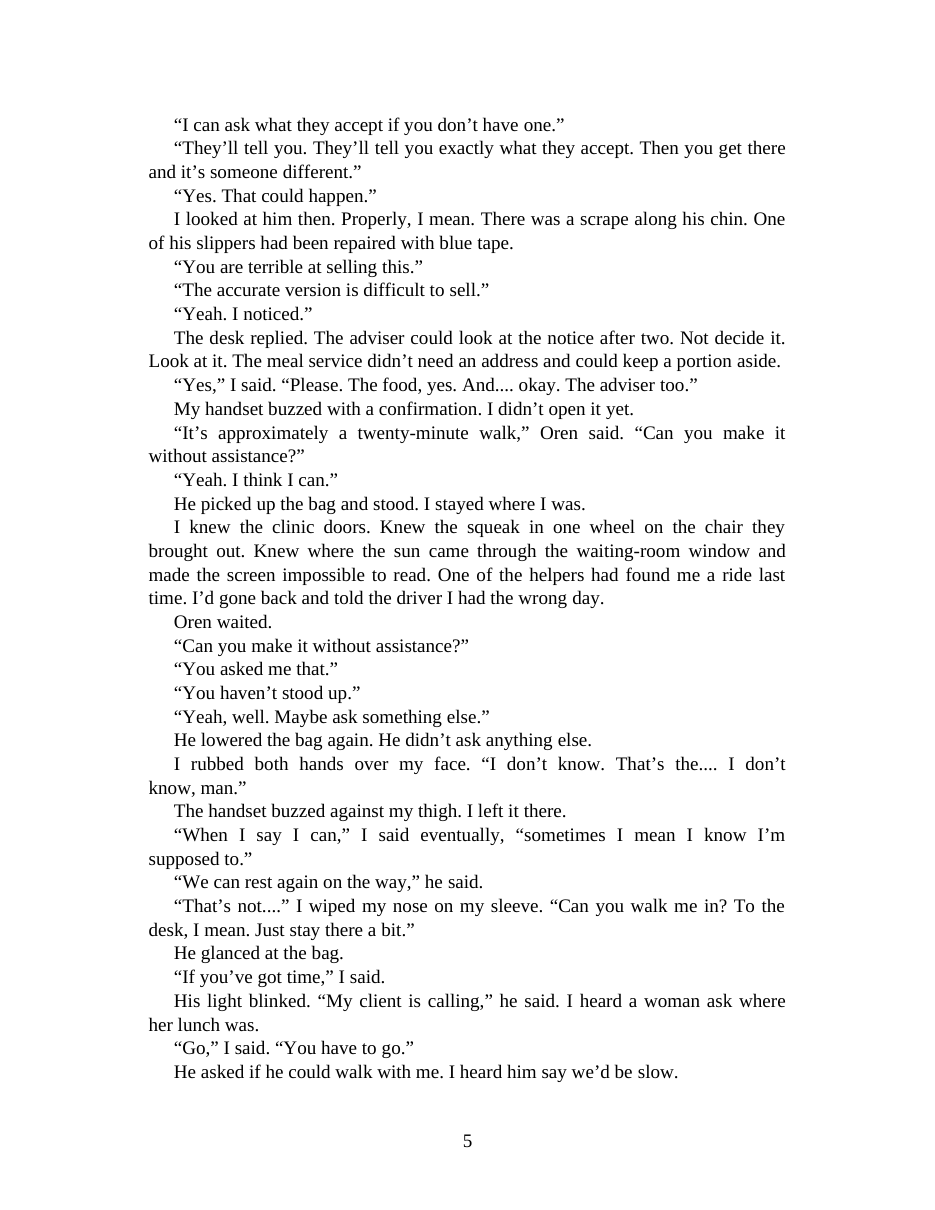 “I can ask what they accept if you don’t have one.”
“They’ll tell you. They’ll tell you exactly what they accept. Then you get there
and it’s someone different.”
“Yes. That could happen.”
I looked at him then. Properly, I mean. There was a scrape along his chin. One
of his slippers had been repaired with blue tape.
“You are terrible at selling this.”
“The accurate version is difficult to sell.”
“Yeah. I noticed.”
The desk replied. The adviser could look at the notice after two. Not decide it.
Look at it. The meal service didn’t need an address and could keep a portion aside.
“Yes,” I said. “Please. The food, yes. And.... okay. The adviser too.”
My handset buzzed with a confirmation. I didn’t open it yet.
“It’s approximately a twenty-minute walk,” Oren said. “Can you make it
without assistance?”
“Yeah. I think I can.”
He picked up the bag and stood. I stayed where I was.
I knew the clinic doors. Knew the squeak in one wheel on the chair they
brought out. Knew where the sun came through the waiting-room window and
made the screen impossible to read. One of the helpers had found me a ride last
time. I’d gone back and told the driver I had the wrong day.
Oren waited.
“Can you make it without assistance?”
“You asked me that.”
“You haven’t stood up.”
“Yeah, well. Maybe ask something else.”
He lowered the bag again. He didn’t ask anything else.
I rubbed both hands over my face. “I don’t know. That’s the.... I don’t
know, man.”
The handset buzzed against my thigh. I left it there.
“When I say I can,” I said eventually, “sometimes I mean I know I’m
supposed to.”
“We can rest again on the way,” he said.
“That’s not....” I wiped my nose on my sleeve. “Can you walk me in? To the
desk, I mean. Just stay there a bit.”
He glanced at the bag.
“If you’ve got time,” I said.
His light blinked. “My client is calling,” he said. I heard a woman ask where
her lunch was.
“Go,” I said. “You have to go.”
He asked if he could walk with me. I heard him say we’d be slow.
5